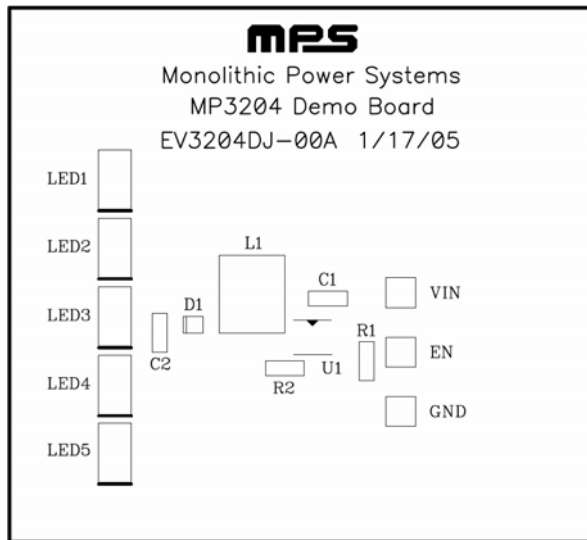 MPS
Monolithic Power Systems
MP3204 Demo Board
EV3204DJ-00A 1/17/05
LED1
LED2
L1
C1
VIN
LED3
D1
R1
EN
C2
U1
LED4
R2
GND
LED5